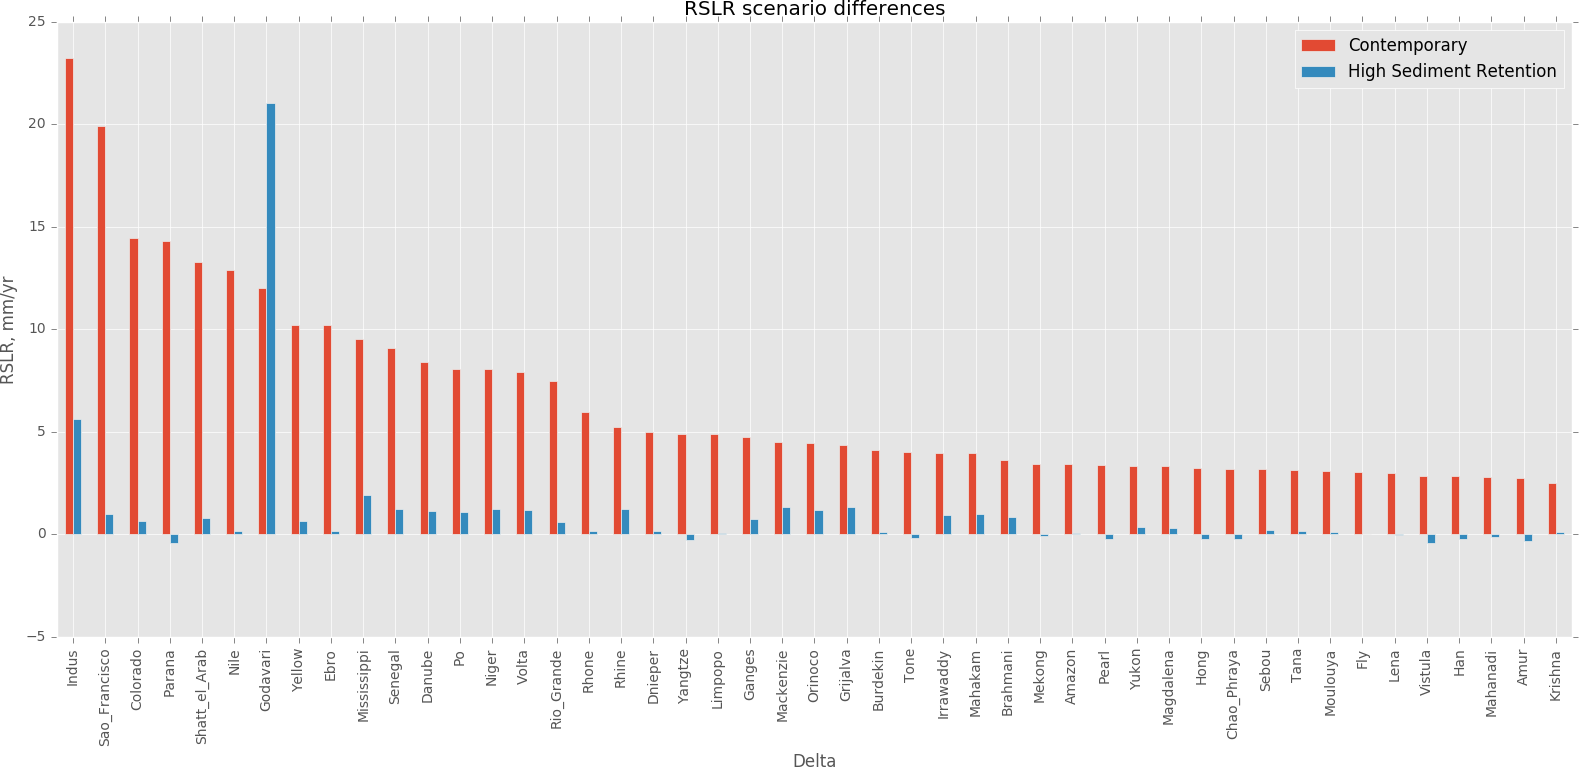 RSLR scenario differences
Contemporary
High Sediment Retention
RSLR, mm/yr
25
20
15
10
5
0
−5
Indus
Sao_Francisco
Colorado
Parana
Shatt_el_Arab
Nile
Godavari
Yellow
Ebro
Mississippi
Senegal
Danube
Po
Niger
Volta
Rio_Grande
Rhone
Rhine
Dnieper
Yangtze
Limpopo
Ganges
Mackenzie
Orinoco
Grijalva
Burdekin
Tone
Irrawaddy
Mahakam
Brahmani
Mekong
Amazon
Pearl
Yukon
Magdalena
Hong
Chao_Phraya
Sebou
Tana
Moulouya
Fly
Lena
Vistula
Han
Mahanadi
Amur
Krishna
Delta